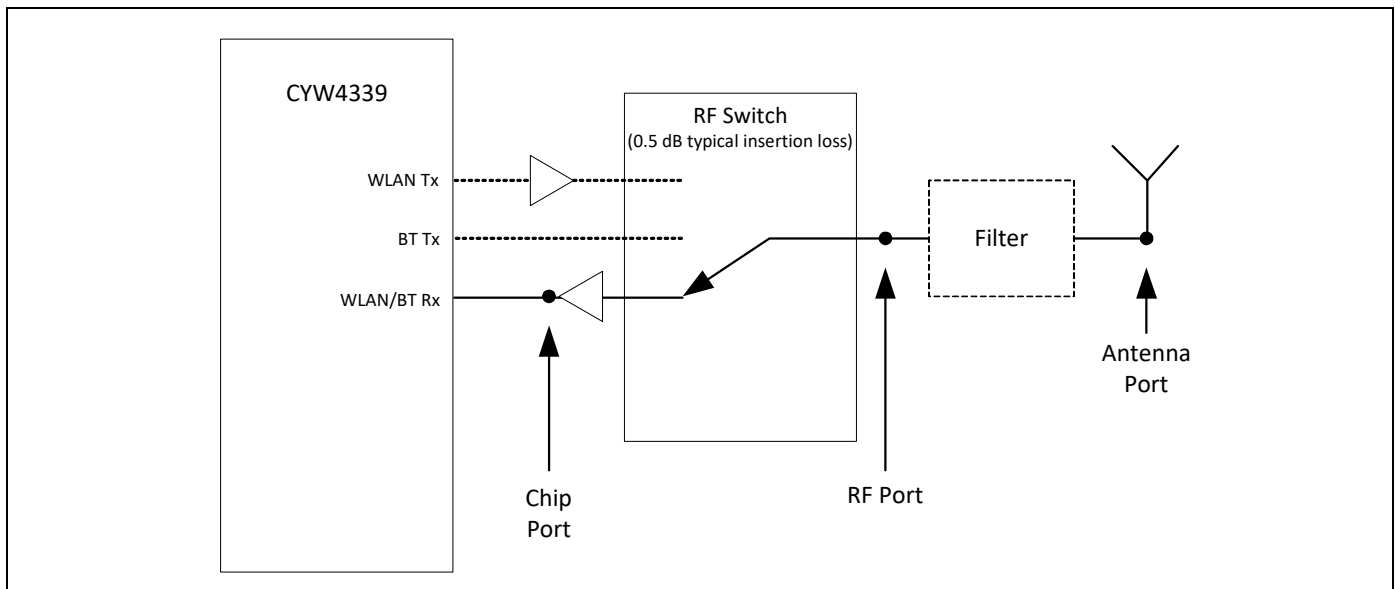 CYW4339
RF Switch
(0.5 dB typical insertion loss)
WLAN Tx
BT Tx
WLAN/BT Rx
Filter
Chip
Port
RF Port
Antenna
Port